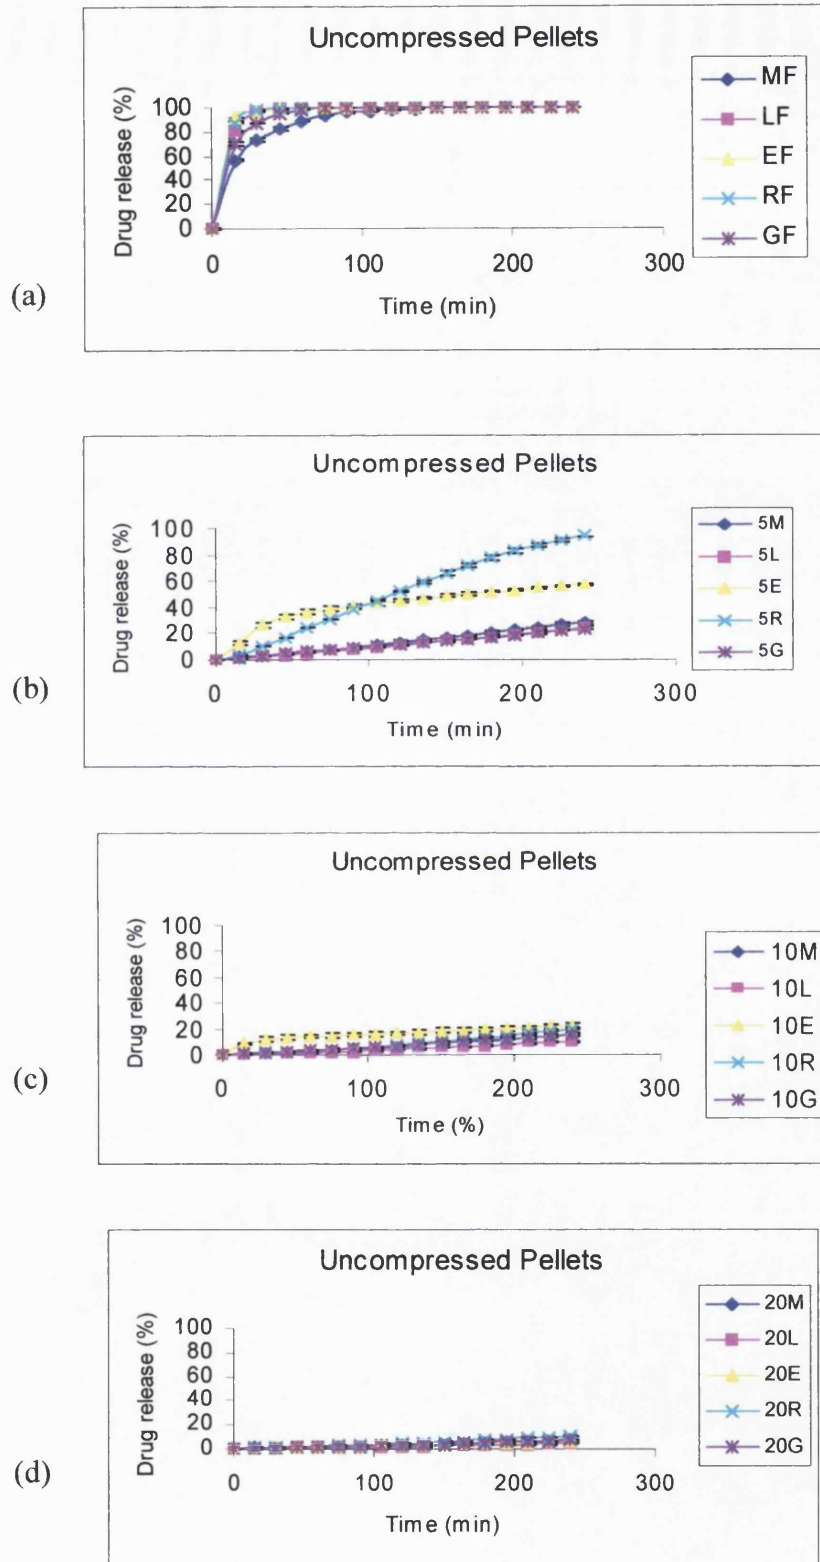 (a)
Uncompressed Pellets
Drug release (%)
100
80
60
40
20
0
0
100
200
300
Time (min)
MF
LF
EF
RF
GF
(b)
Uncompressed Pellets
Drug release (%)
100
80
60
40
20
0
0
100
200
300
Time (min)
5M
5L
5E
5R
5G
(c)
Uncompressed Pellets
Drug release (%)
100
80
60
40
20
0
0
100
200
300
Time (%)
10M
10L
10E
10R
10G
(d)
Uncompressed Pellets
Drug release (%)
100
80
60
40
20
0
0
100
200
300
Time (min)
20M
20L
20E
20R
20G